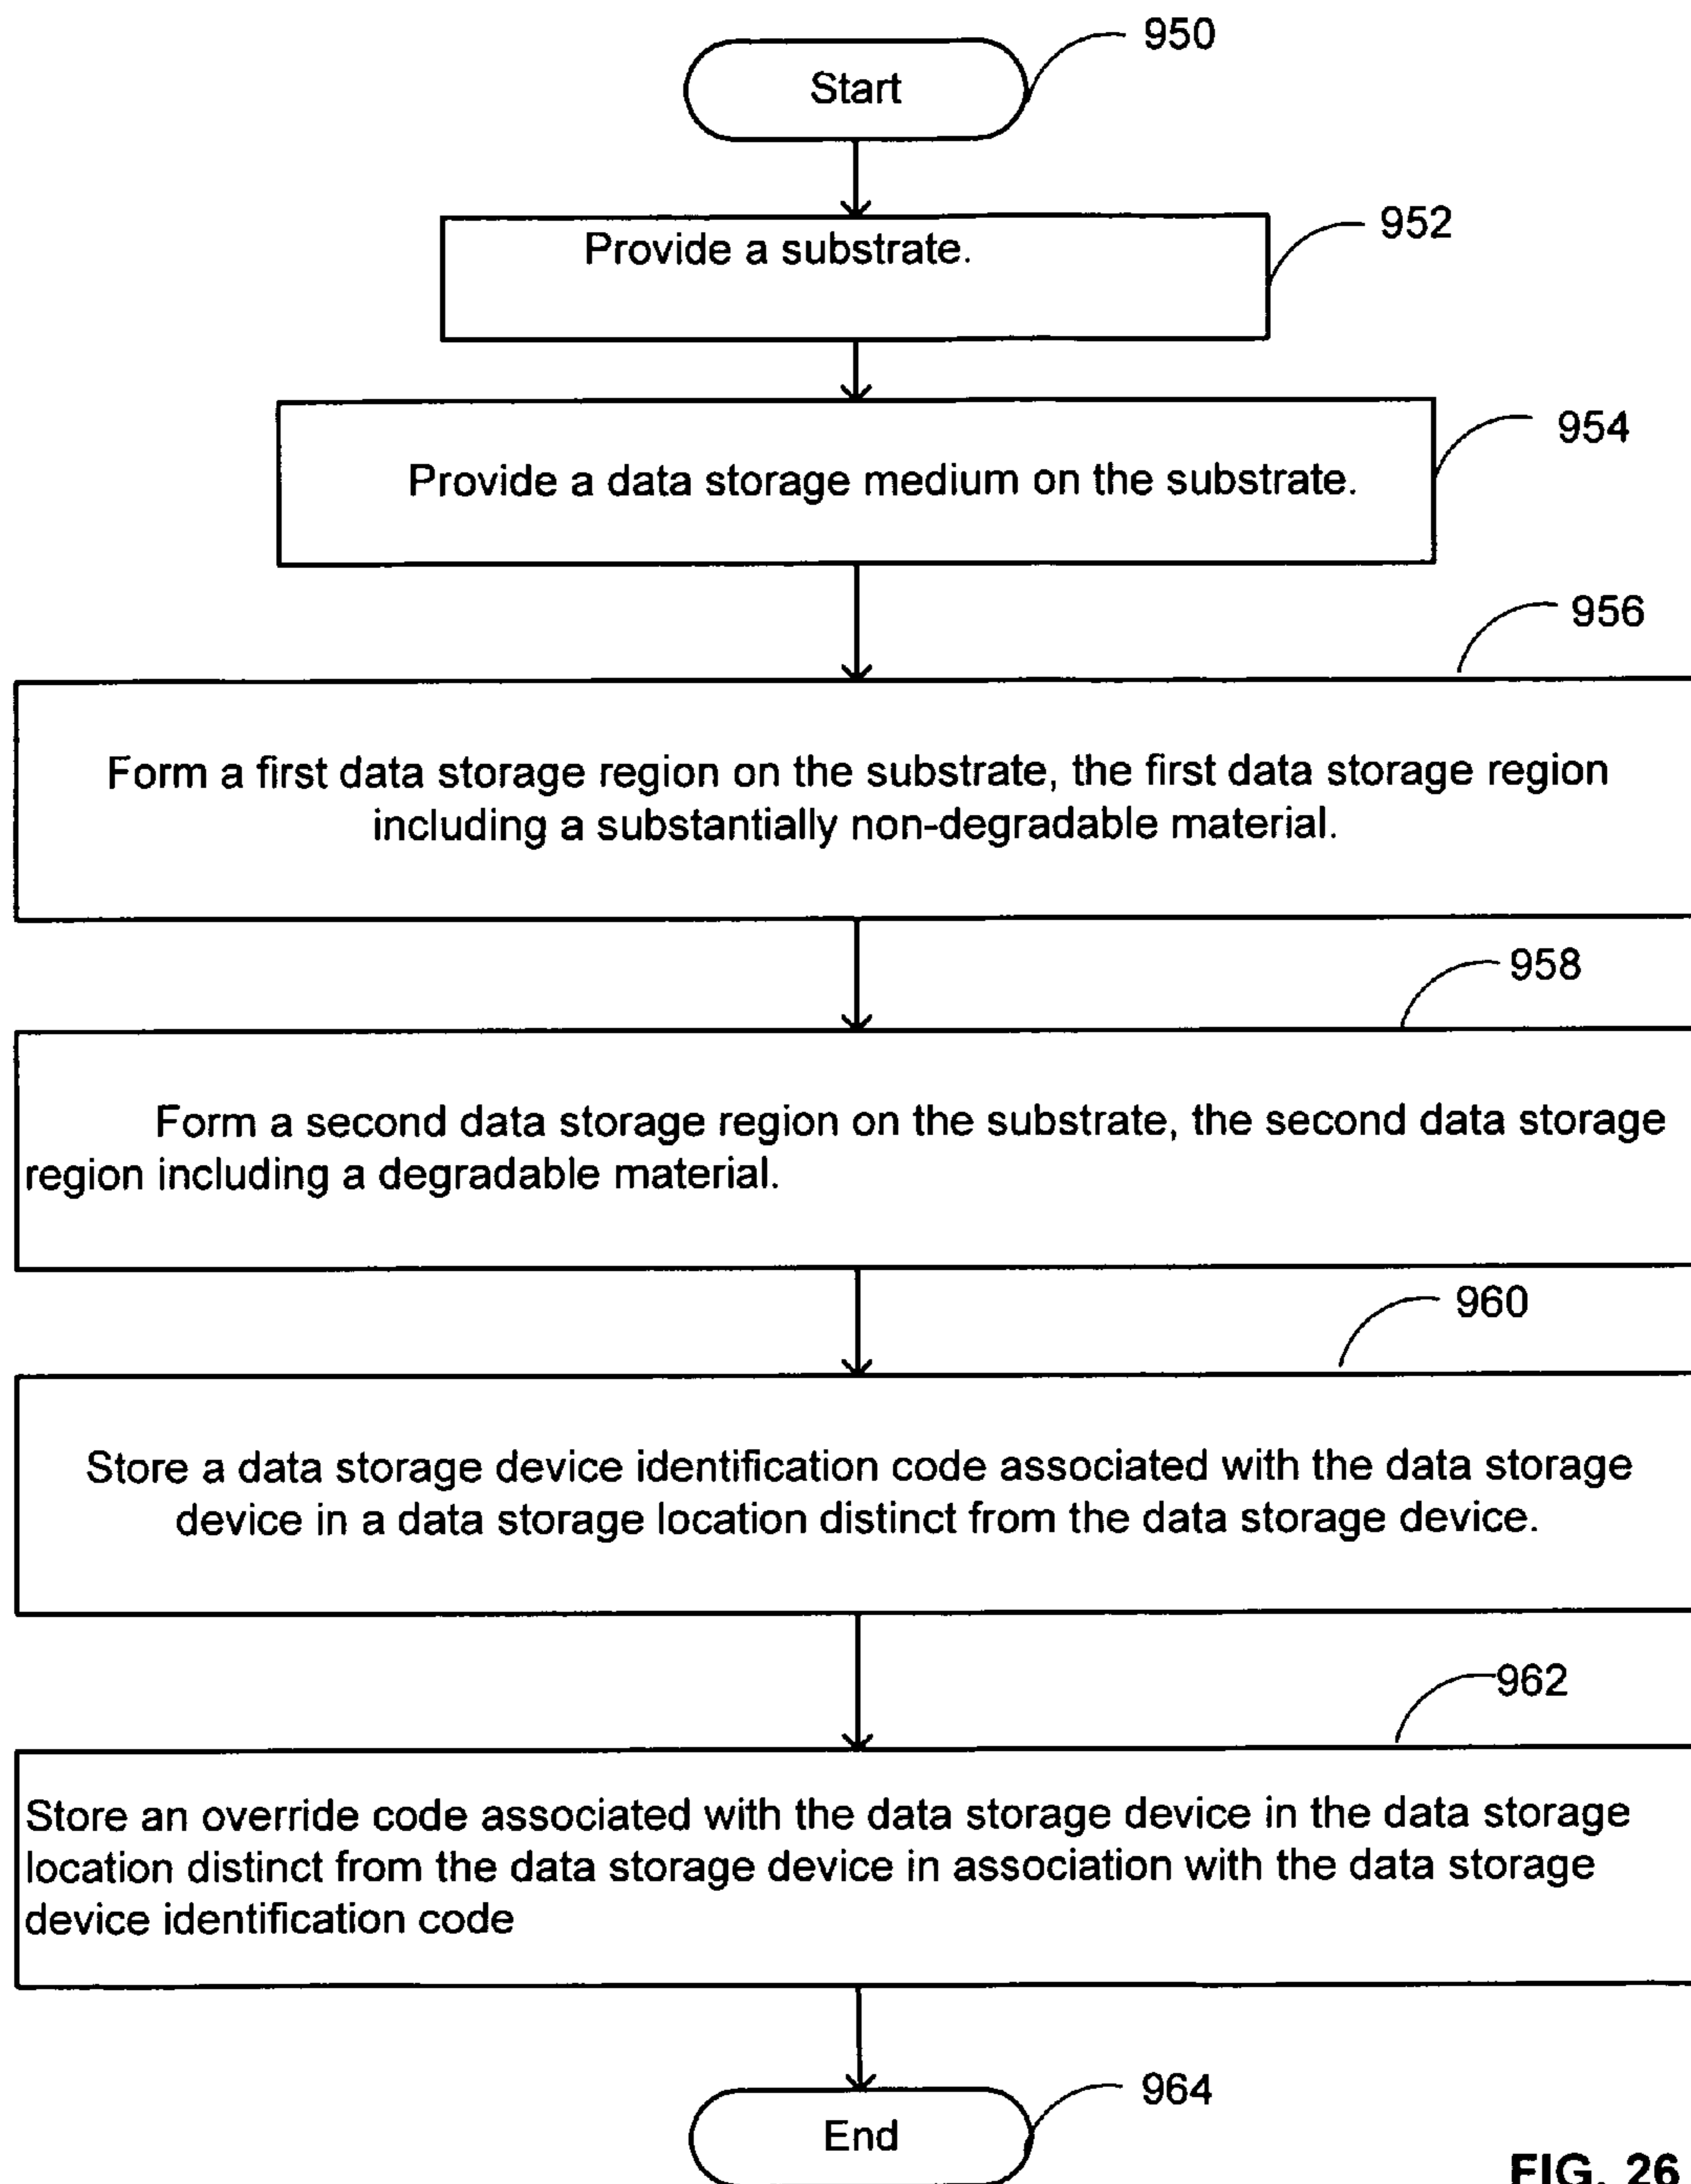 950
Start
952
Provide a substrate.
954
Provide a data storage medium on the substrate.
956
Form a first data storage region on the substrate, the first data storage region
including a substantially non-degradable material.
958
Form a second data storage region on the substrate, the second data storage
region including a degradable material.
960
Store a data storage device identification code associated with the data storage
device in a data storage location distinct from the data storage device.
962
Store an override code associated with the data storage device in the data storage
location distinct from the data storage device in association with the data storage
device identification code
964
End
FIG. 26